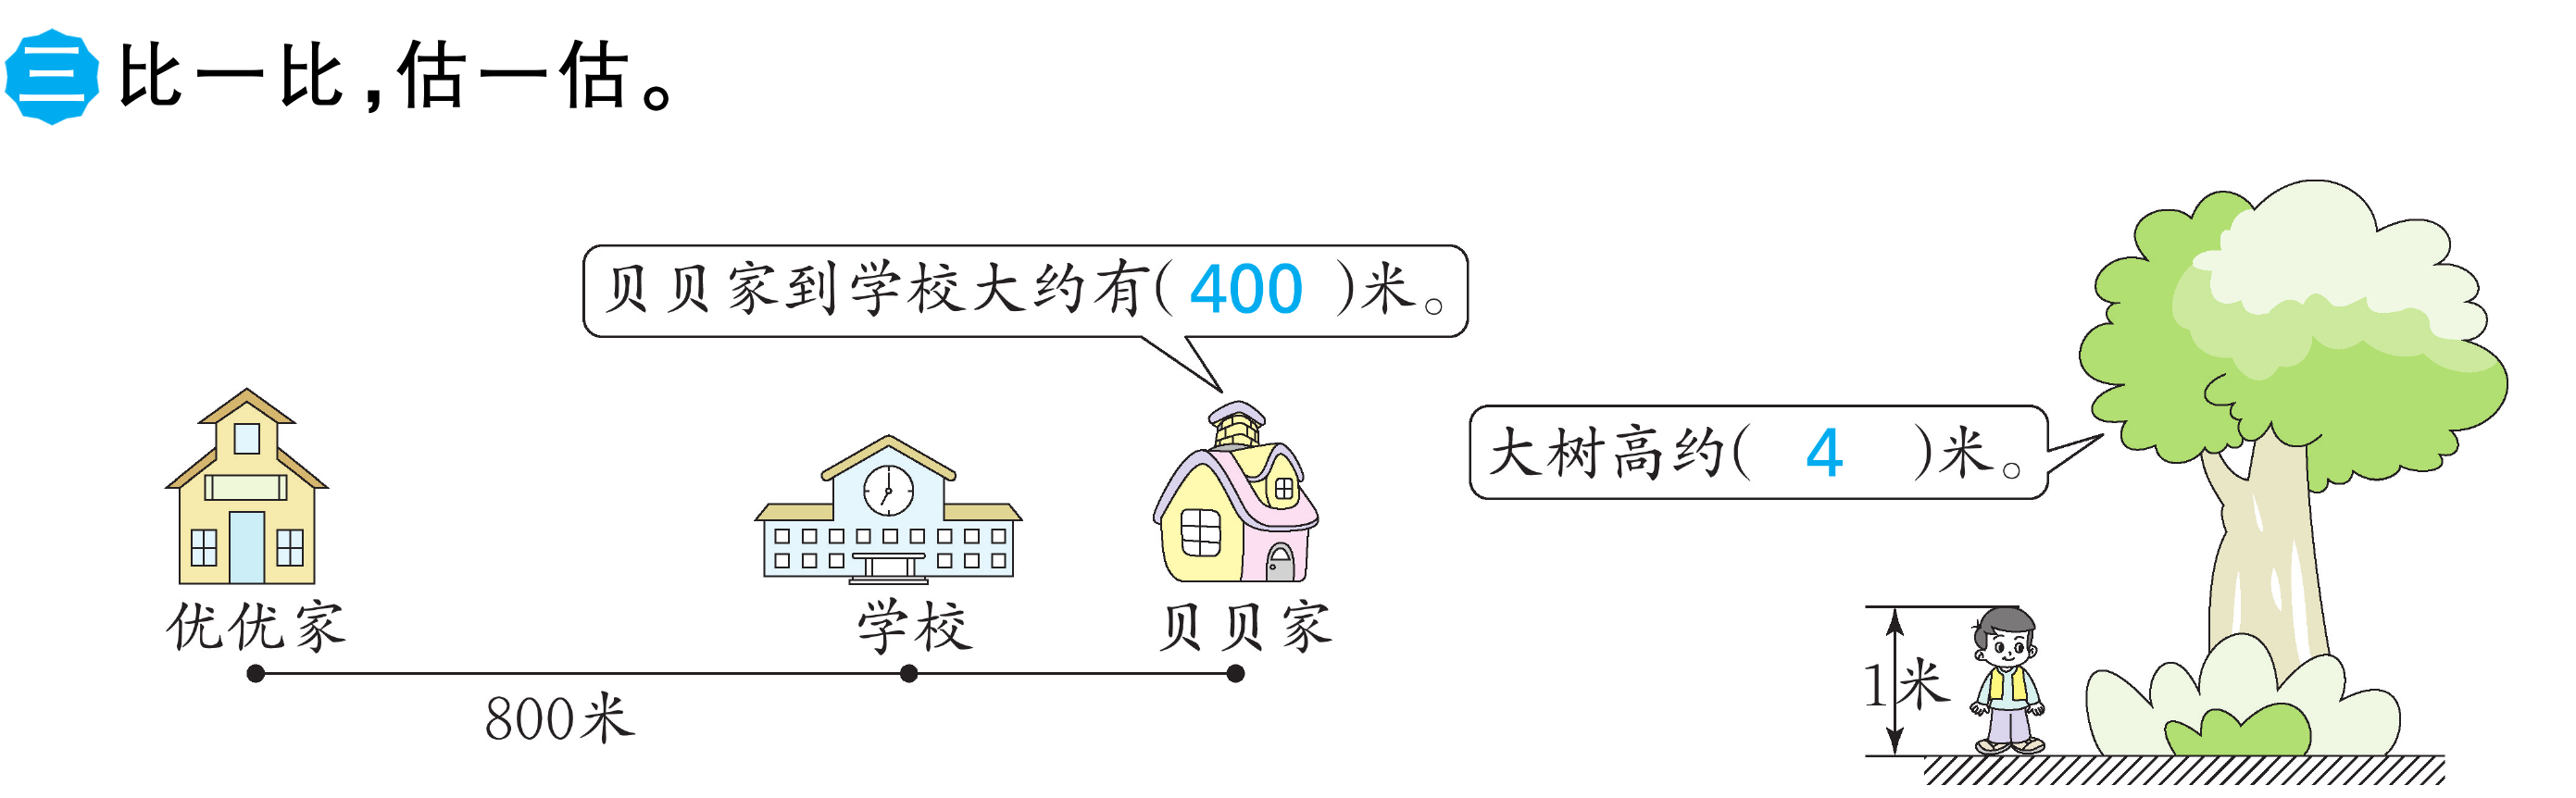 三 比一比,估一估。
贝贝家到学校大约有( 400 )米。
大树高约( 4 )米。
优优家 学校 贝贝家
800米
1米